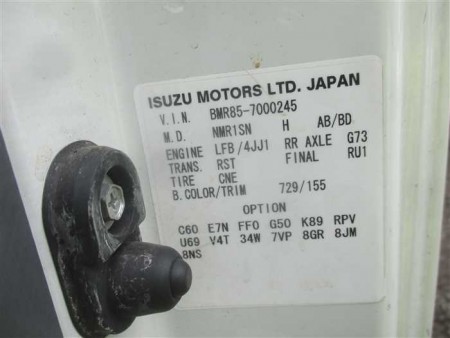 ISUZU MOTORS LTD. JAPAN
V.I.N. BMR85-7000245
M.D. NMR1SN H AB/BD
ENGINE LFB/4JJ1 RR AXLE G73
TRANS. RST FINAL RU1
TIRE CNE
B.COLOR/TRIM 729/155
OPTION
C60 E7N FF0 G50 K89 RPV
U69 V4T 34W 7VP 8GR 8JM
8NS